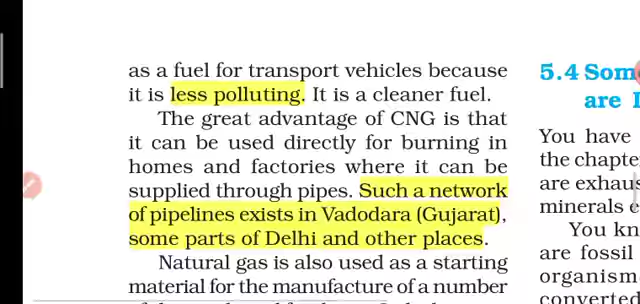 as a fuel for transport vehicles because
it is less polluting. It is a cleaner fuel.
The great advantage of CNG is that
it can be used directly for burning in
homes and factories where it can be
supplied through pipes. Such a network
of pipelines exists in Vadodara (Gujarat),
some parts of Delhi and other places.
Natural gas is also used as a starting
material for the manufacture of a number
5.4 Som
are
You have
the chapte
are exhaus
minerals
You kn
are fossil
organism
converted